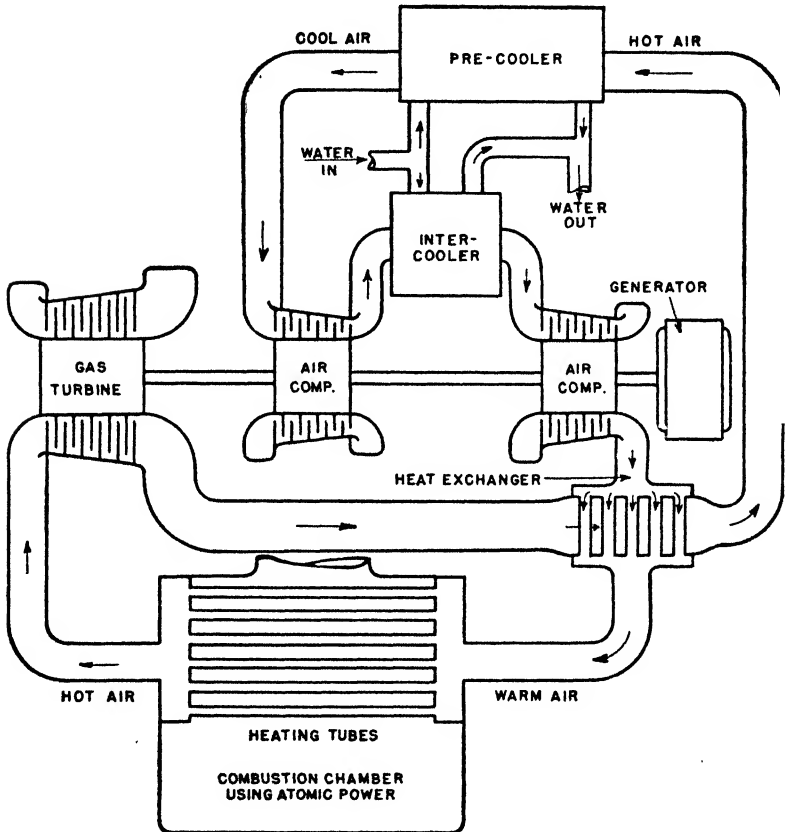 COOL AIR
PRE-COOLER
HOT AIR
WATER
IN
WATER
OUT
INTER-
COOLER
GENERATOR
GAS
TURBINE
AIR
COMP.
AIR
COMP.
HEAT EXCHANGER
HOT AIR
WARM AIR
HEATING TUBES
COMBUSTION CHAMBER
USING ATOMIC POWER